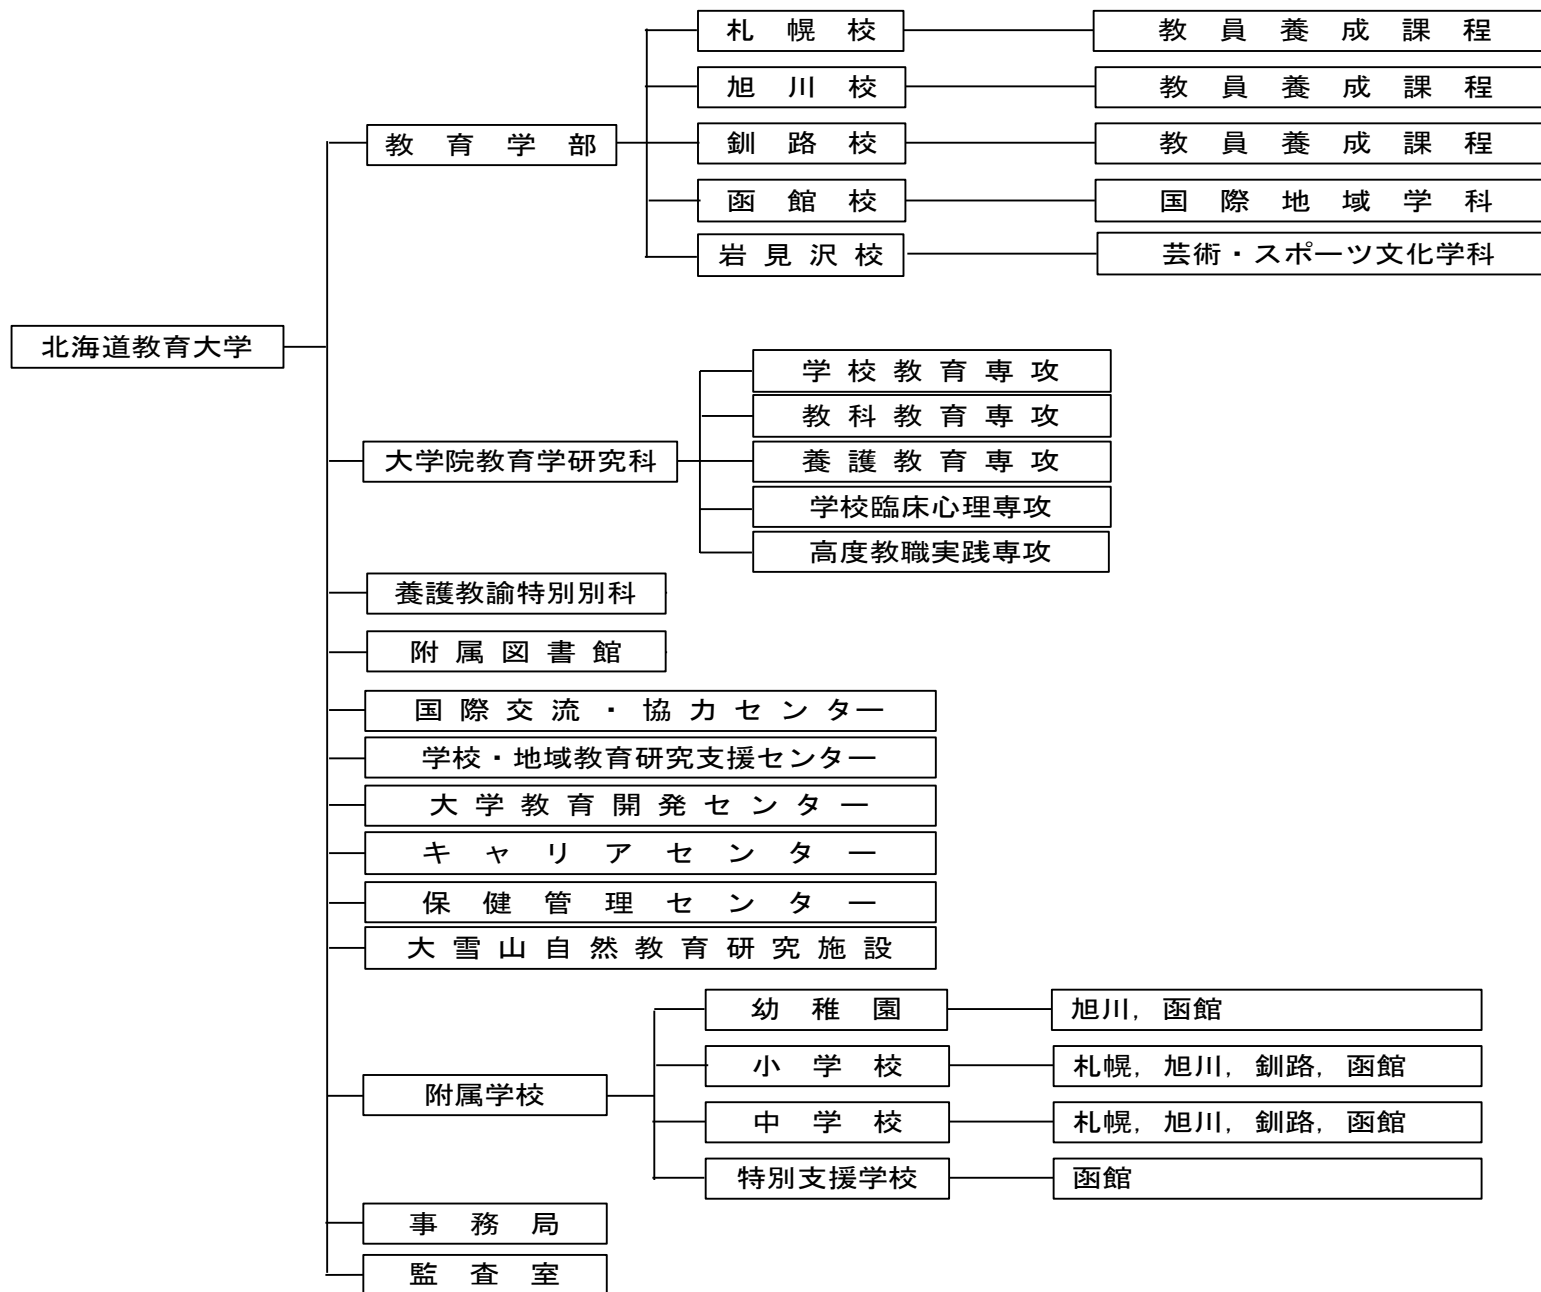 札幌校 教員養成課程
旭川校 教員養成課程
教育学部 釧路校 教員養成課程
函館校 国際地域学科
岩見沢校 芸術・スポーツ文化学科
北海道教育大学
学校教育専攻
教科教育専攻
大学院教育学研究科 養護教育専攻
学校臨床心理専攻
高度教職実践専攻
養護教諭特別別科
附属図書館
国際交流・協力センター
学校・地域教育研究支援センター
大学教育開発センター
キャリアセンター
保健管理センター
大雪山自然教育研究施設
幼稚園 旭川，函館
小学校 札幌，旭川，釧路，函館
附属学校
中学校 札幌，旭川，釧路，函館
特別支援学校 函館
事務局
監査室